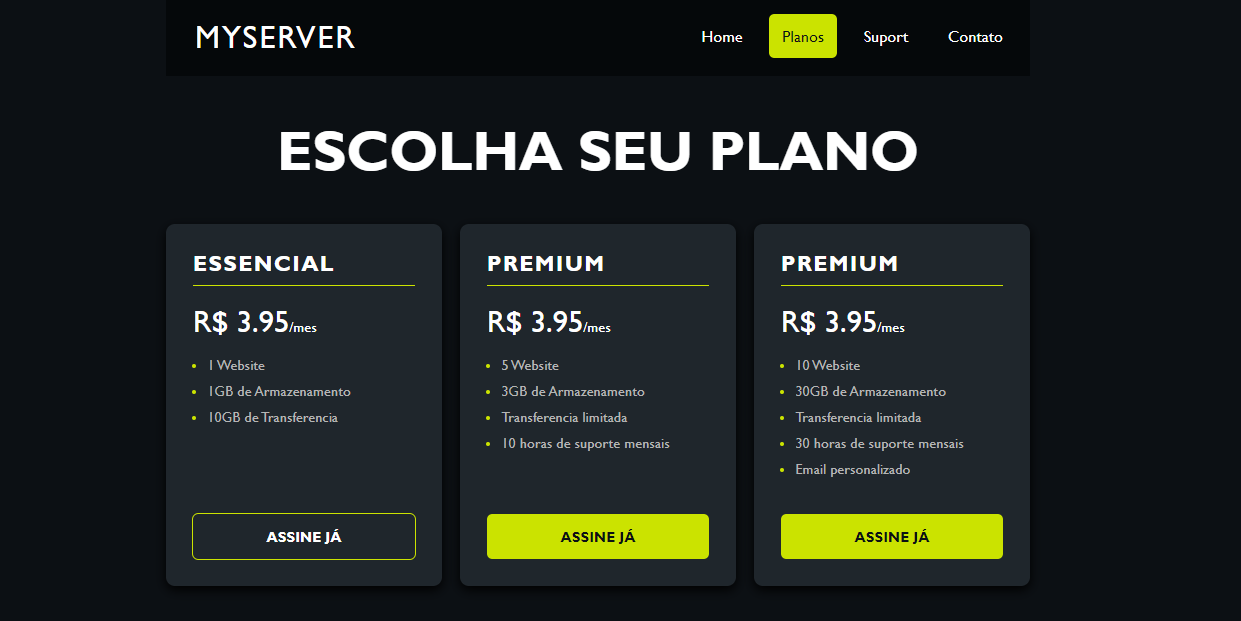 MYSERVER
Home Planos Suport Contato
ESCOLHA SEU PLANO
ESSENCIAL
R$ 3.95/mes
1 Website
1GB de Armazenamento
10GB de Transferencia
ASSINE JÁ
PREMIUM
R$ 3.95/mes
5 Website
3GB de Armazenamento
Transferencia limitada
10 horas de suporte mensais
ASSINE JÁ
PREMIUM
R$ 3.95/mes
10 Website
30GB de Armazenamento
Transferencia limitada
30 horas de suporte mensais
Email personalizado
ASSINE JÁ